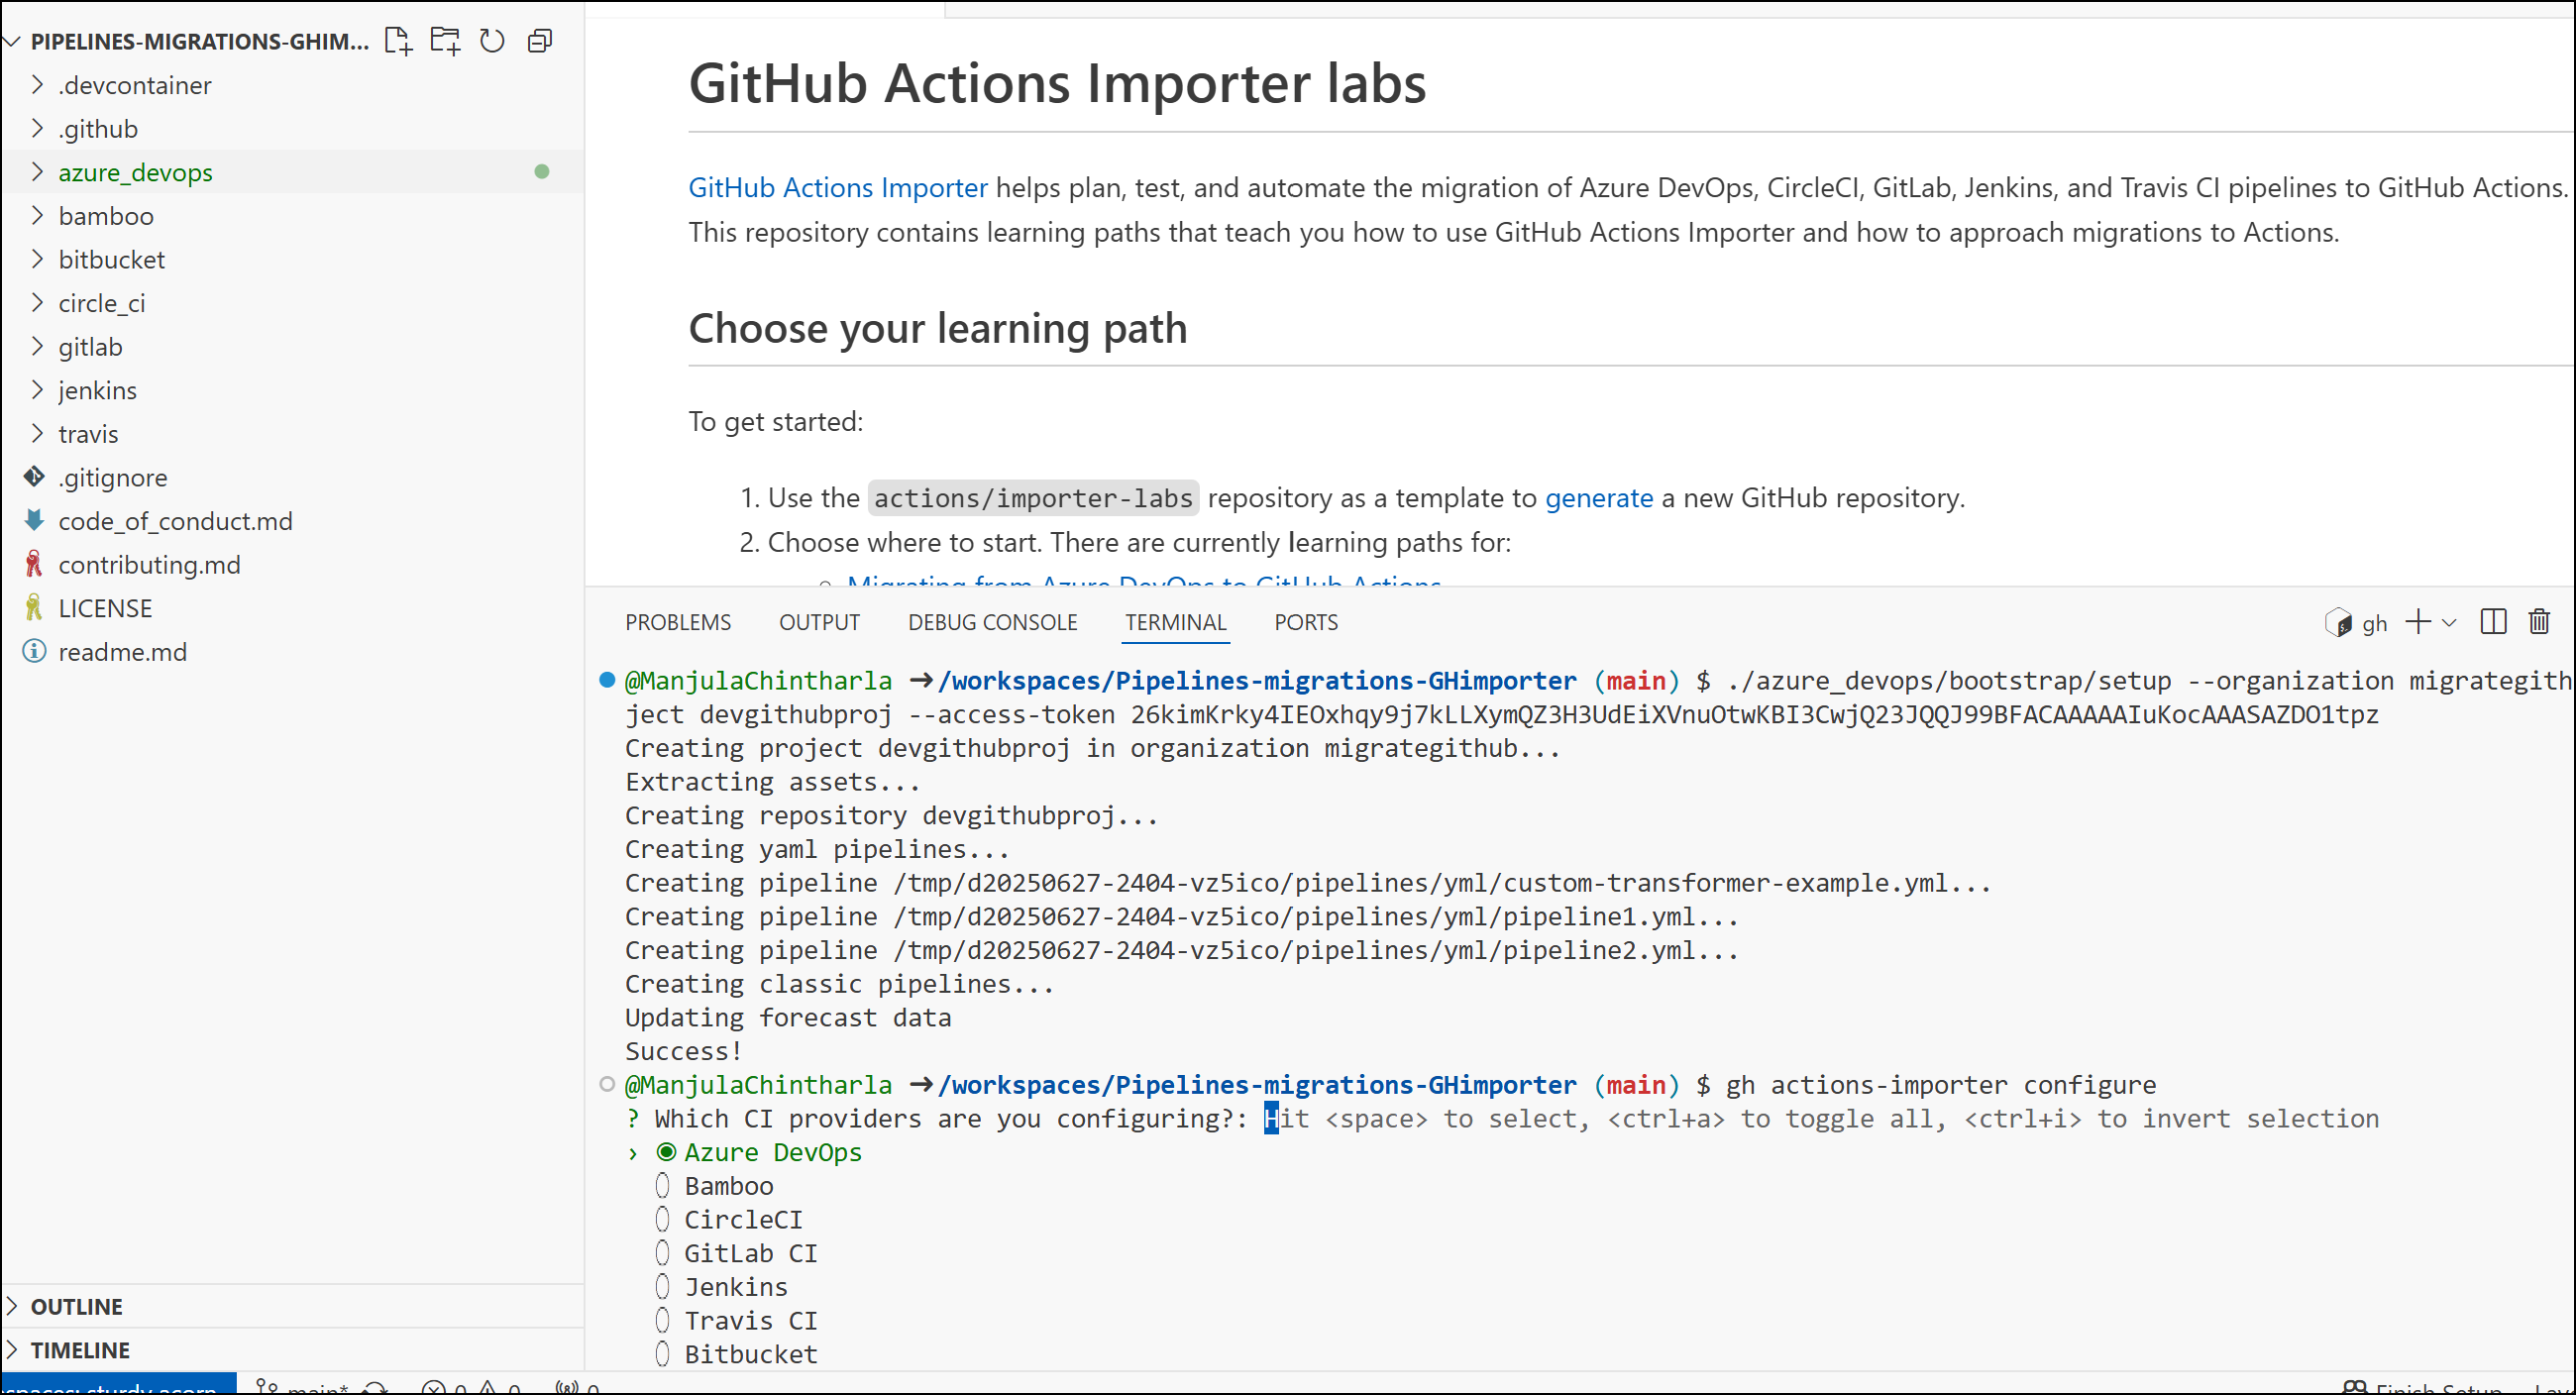 PIPELINES-MIGRATIONS-GHIM...
.devcontainer
.github
azure_devops
bamboo
bitbucket
circle_ci
gitlab
jenkins
travis
.gitignore
code_of_conduct.md
contributing.md
LICENSE
readme.md
OUTLINE
TIMELINE
GitHub Actions Importer labs
GitHub Actions Importer helps plan, test, and automate the migration of Azure DevOps, CircleCI, GitLab, Jenkins, and Travis CI pipelines to GitHub Actions.
This repository contains learning paths that teach you how to use GitHub Actions Importer and how to approach migrations to Actions.
Choose your learning path
To get started:
1. Use the actions/importer-labs repository as a template to generate a new GitHub repository.
2. Choose where to start. There are currently learning paths for:
Migrating from Azure DevOps to GitHub Actions
PROBLEMS OUTPUT DEBUG CONSOLE TERMINAL PORTS gh
@ManjulaChintharla ➜ /workspaces/Pipelines-migrations-GHimporter (main) $ ./azure_devops/bootstrap/setup --organization migrategith
ject devgithubproj --access-token 26kimKrky4IEOxhqy9j7kLLXymQZ3H3UdEiXVnuOtwKBI3CwjQ23JQQJ99BFACAAAAAIuKocAAASAZDO1tpz
Creating project devgithubproj in organization migrategithub...
Extracting assets...
Creating repository devgithubproj...
Creating yaml pipelines...
Creating pipeline /tmp/d20250627-2404-vz5ico/pipelines/yml/custom-transformer-example.yml...
Creating pipeline /tmp/d20250627-2404-vz5ico/pipelines/yml/pipeline1.yml...
Creating pipeline /tmp/d20250627-2404-vz5ico/pipelines/yml/pipeline2.yml...
Creating classic pipelines...
Updating forecast data
Success!
@ManjulaChintharla ➜ /workspaces/Pipelines-migrations-GHimporter (main) $ gh actions-importer configure
? Which CI providers are you configuring?: Hit <space> to select, <ctrl+a> to toggle all, <ctrl+i> to invert selection
› Azure DevOps
Bamboo
CircleCI
GitLab CI
Jenkins
Travis CI
Bitbucket
spaces: sturdy acorn main* 0 0 0 Finish Setup